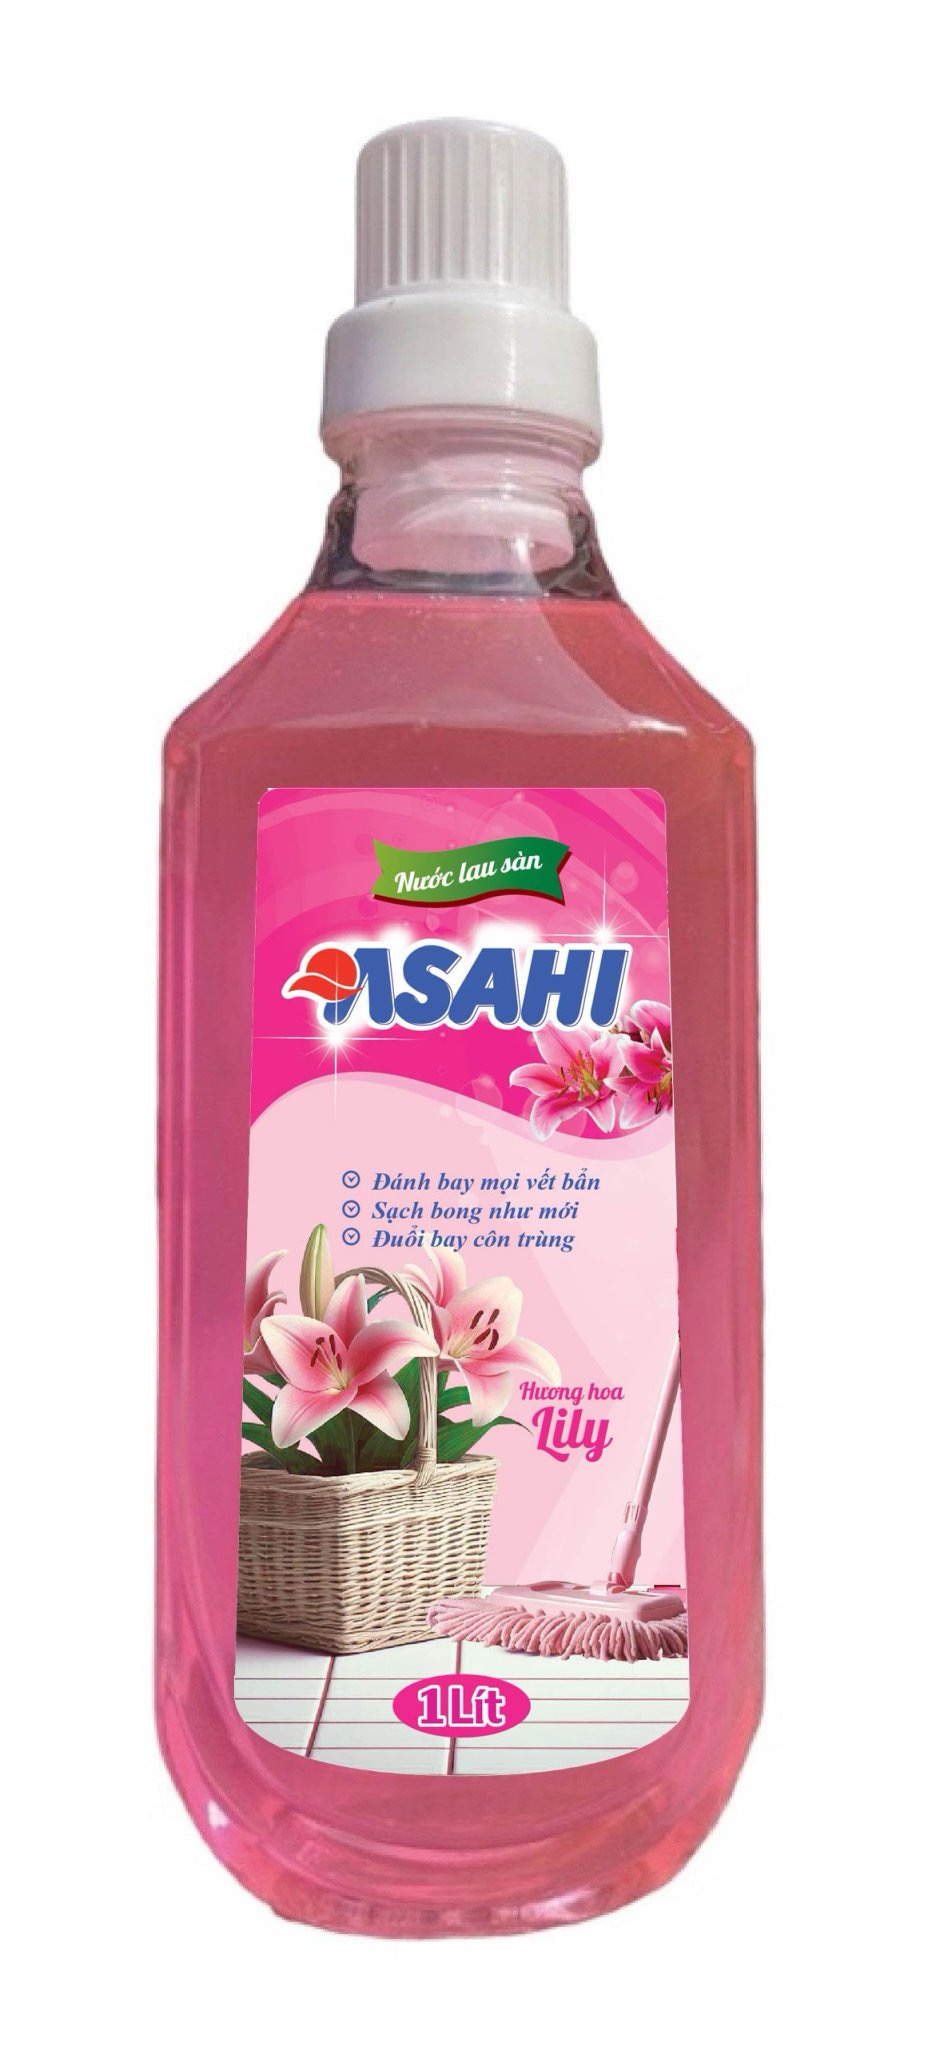 Nước lau sàn
ASAHI
Đánh bay mọi vết bẩn
Sạch bong như mới
Đuổi bay côn trùng
Hương hoa
Lily
1 Lít